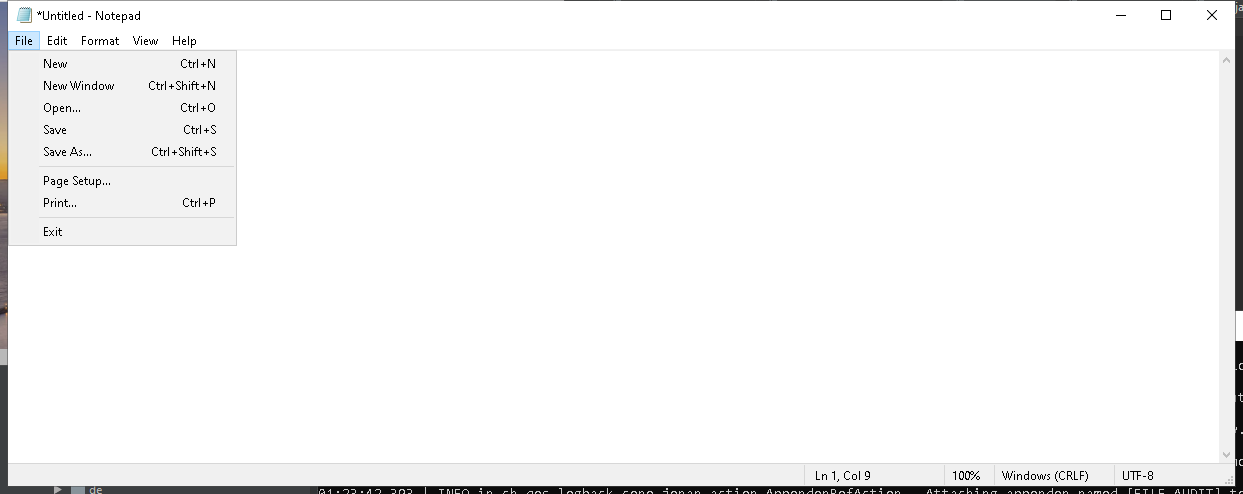 *Untitled - Notepad
File Edit Format View Help
New Ctrl+N
New Window Ctrl+Shift+N
Open... Ctrl+O
Save Ctrl+S
Save As... Ctrl+Shift+S
Page Setup...
Print... Ctrl+P
Exit
Ln 1, Col 9 100% Windows (CRLF) UTF-8
de 01:23:42,393 | INFO in ch.qos.logback.core.joran.action.AppenderRefAction - Attaching appender named [FILE_AUDIT] t